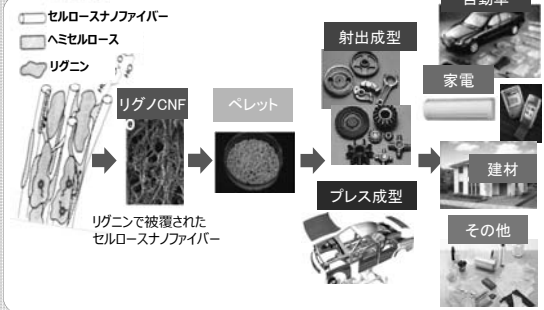 セルロースナノファイバー
ヘミセルロース
リグニン
リグノCNF
リグニンで被覆された
セルロースナノファイバー
ペレット
射出成型
プレス成型
自動車
家電
建材
その他